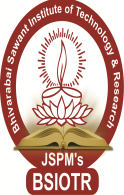 Bhivarabai Sawant Institute of Technology & Research
JSPM's
BSIOTR